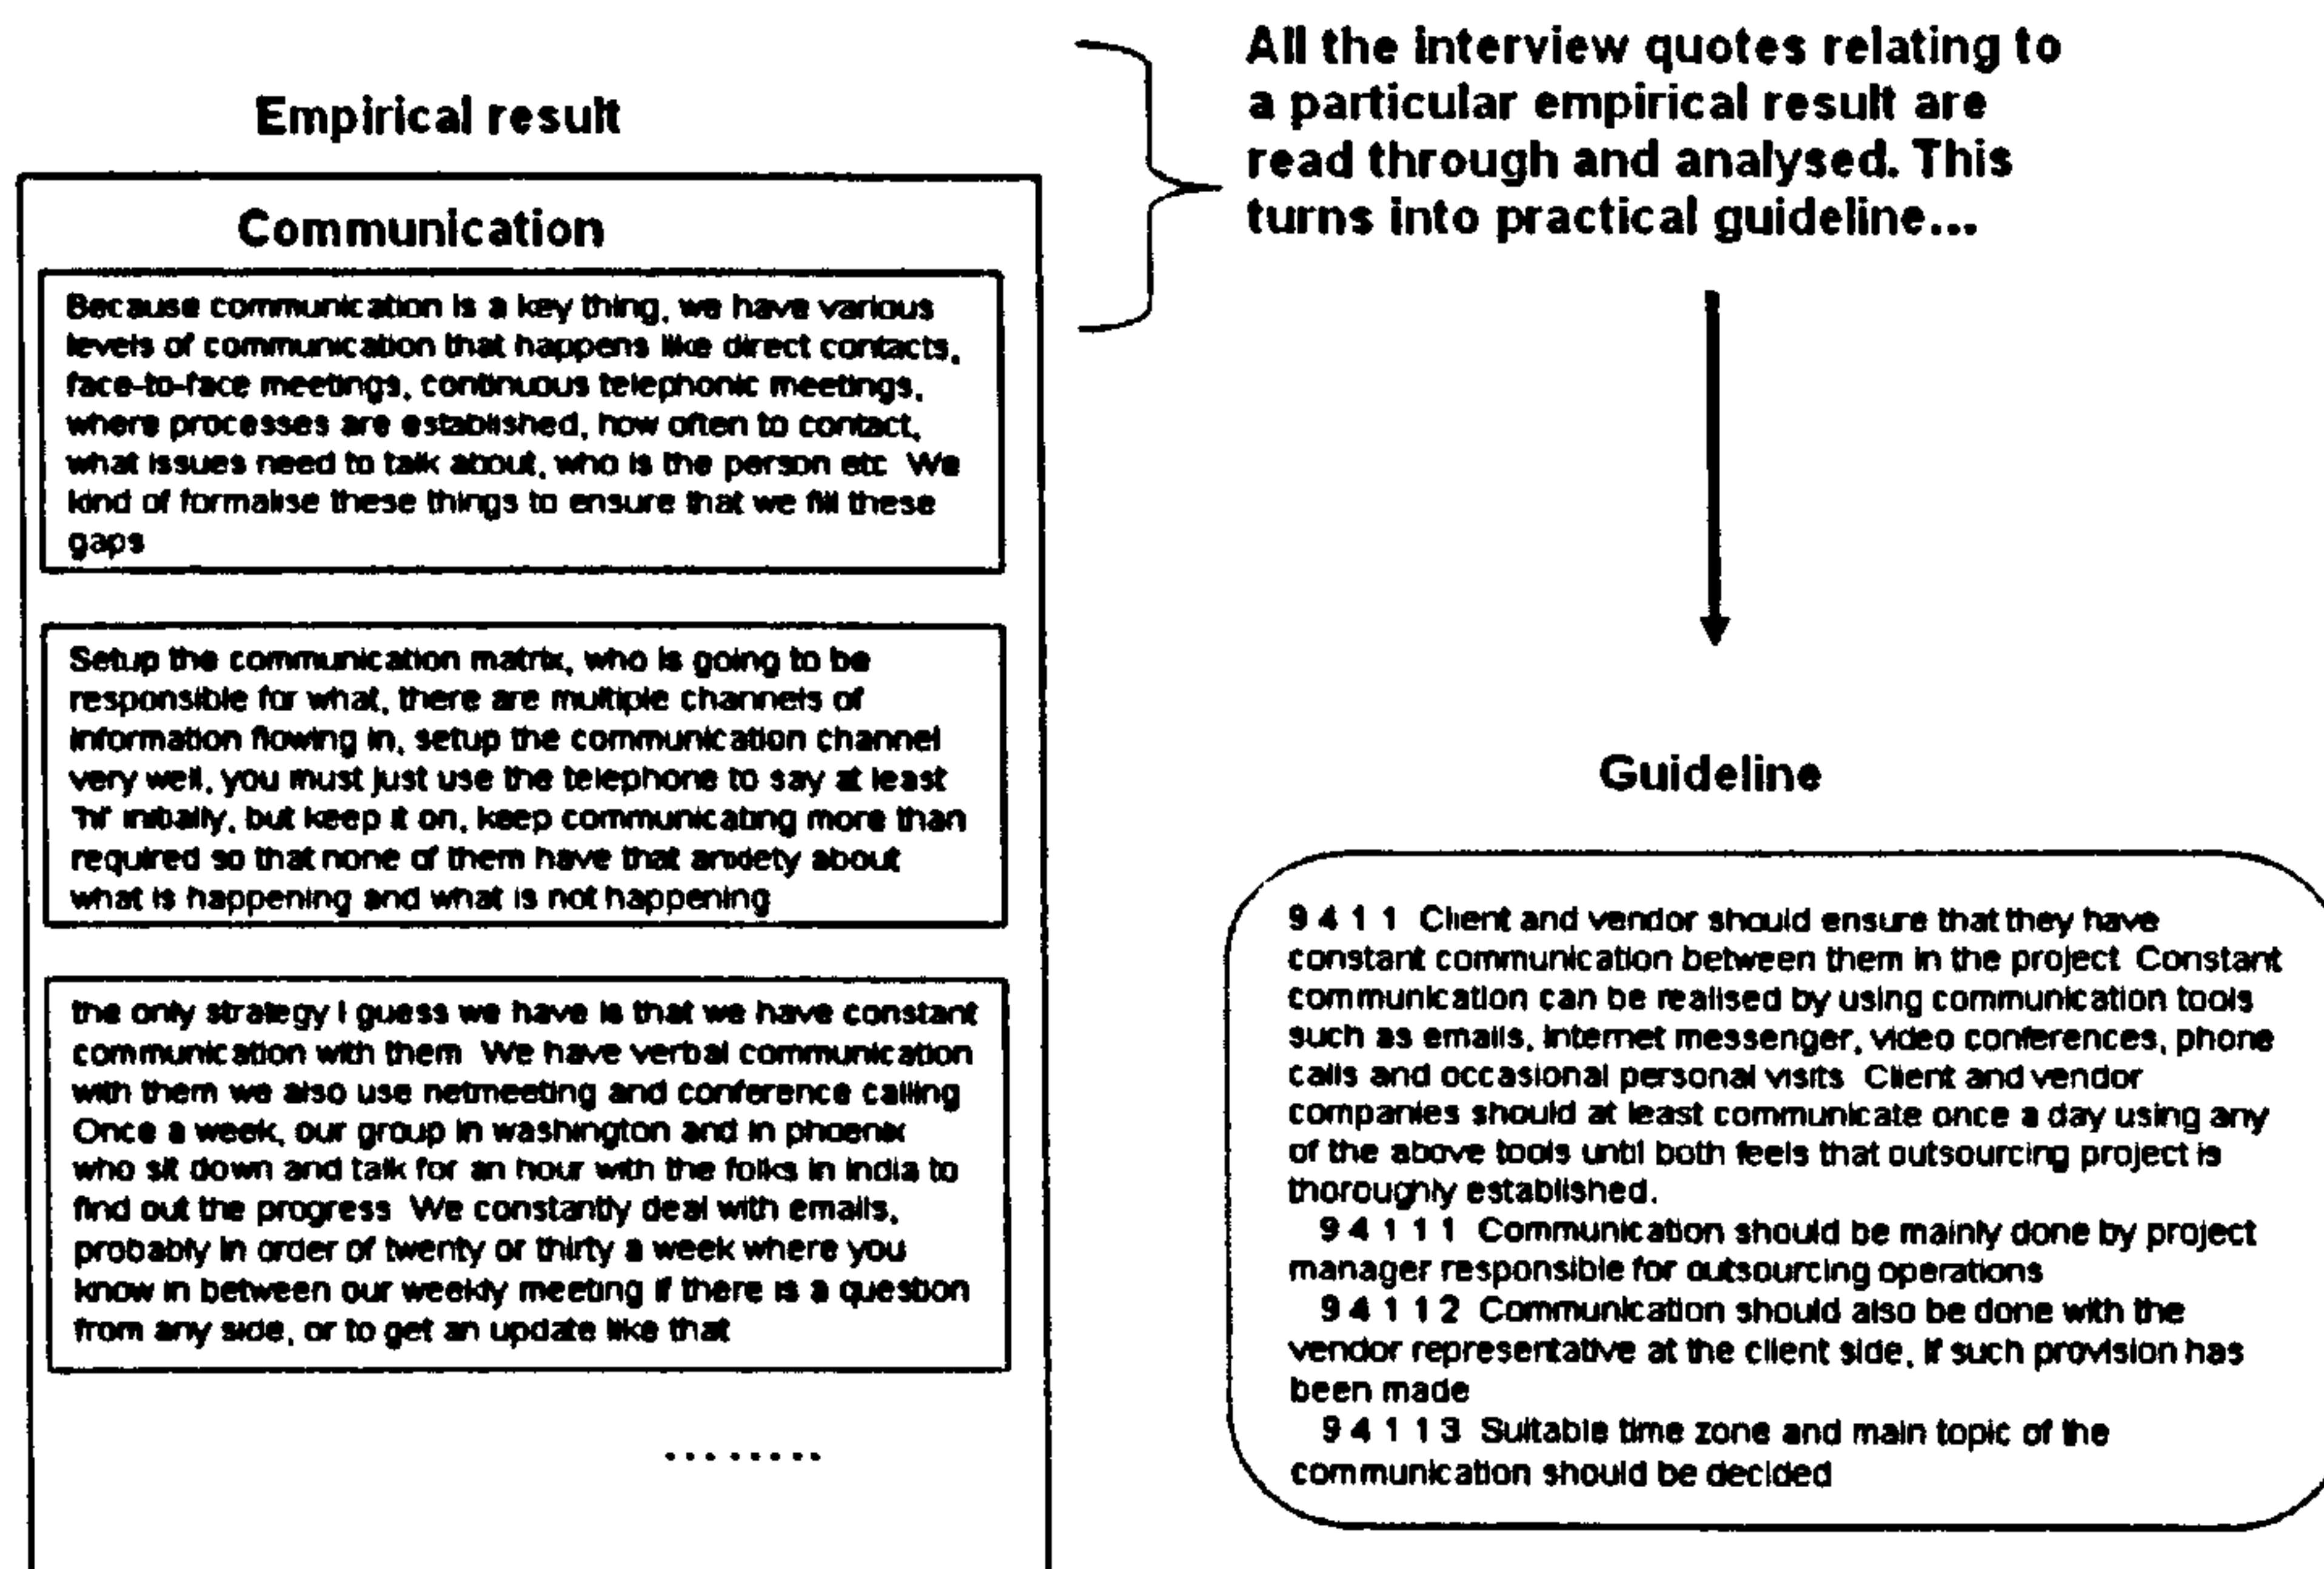 Empirical result
Communication
Because communication is a key thing, we have various
levels of communication that happens like direct contacts,
face-to-face meetings, continuous telephonic meetings,
where processes are established, how often to contact,
what issues need to talk about, who is the person etc We
kind of formalise these things to ensure that we fill these
gaps
Setup the communication matrix, who is going to be
responsible for what, there are multiple channels of
information flowing in, setup the communication channel
very well, you must just use the telephone to say at least
'hi' initially, but keep it on, keep communicating more than
required so that none of them have that anxiety about
what is happening and what is not happening
the only strategy I guess we have is that we have constant
communication with them We have verbal communication
with them we also use netmeeting and conference calling
Once a week, our group in washington and in phoenix
who sit down and talk for an hour with the folks in india to
find out the progress We constantly deal with emails,
probably in order of twenty or thirty a week where you
know in between our weekly meeting if there is a question
from any side, or to get an update like that
........
All the interview quotes relating to
a particular empirical result are
read through and analysed. This
turns into practical guideline...
Guideline
9 4 1 1 Client and vendor should ensure that they have
constant communication between them in the project Constant
communication can be realised by using communication tools
such as emails, internet messenger, video conferences, phone
calls and occasional personal visits Client and vendor
companies should at least communicate once a day using any
of the above tools until both feels that outsourcing project is
thoroughly established.
9 4 1 1 1 Communication should be mainly done by project
manager responsible for outsourcing operations
9 4 1 1 2 Communication should also be done with the
vendor representative at the client side, if such provision has
been made
9 4 1 1 3 Suitable time zone and main topic of the
communication should be decided